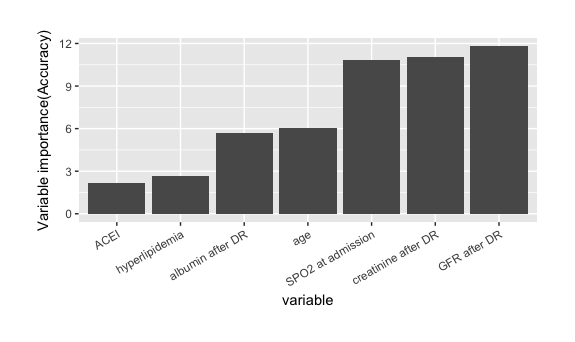 Variable importance(Accuracy)
12
9
6
3
0
ACEI
hyperlipidemia
albumin after DR
age
SPO2 at admission
creatinine after DR
GFR after DR
variable